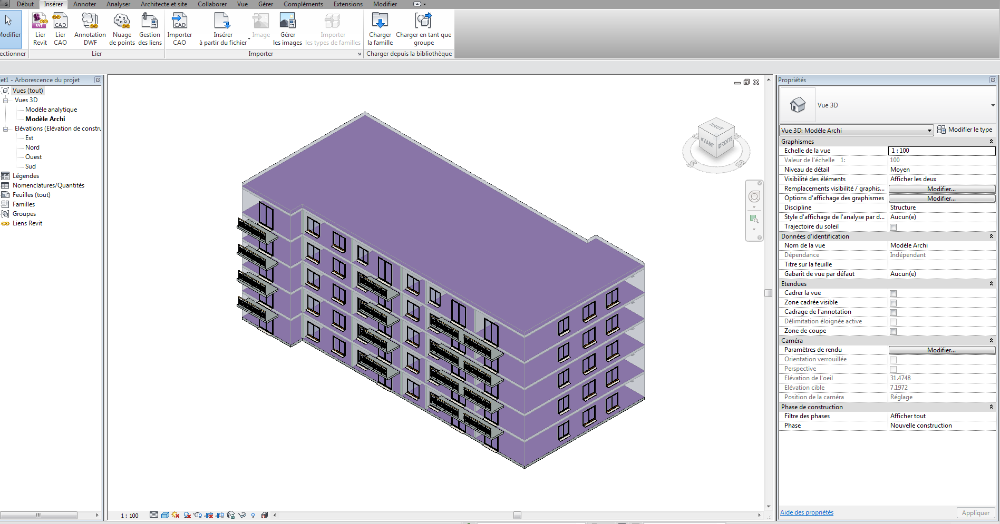 s Début Insérer Annoter Analyser Architecte et site Collaborer Vue Gérer Compléments Extensions Modifier
Modifier
RVT
Lier
Revit
CAD
Lier
CAO
Annotation
DWF
Nuage
de points
Gestion
des liens
CAD
Importer
CAO
Insérer
à partir du fichier
Image
Gérer
les images
Importer
les types de familles
Charger
la famille
Charger en tant que
groupe
ectionner Lier Importer Charger depuis la bibliothèque
et1 - Arborescence du projet
Vues (tout)
Vues 3D
Modèle analytique
Modèle Archi
Elévations (Elévation de constru
Est
Nord
Ouest
Sud
Légendes
Nomenclatures/Quantités
Feuilles (tout)
Familles
Groupes
Liens Revit
HAUT
AVANT
DROITE
S
1 : 100
Propriétés
Vue 3D
Vue 3D: Modèle Archi
Modifier le type
Graphismes
Echelle de la vue 1 : 100
Valeur de l'échelle 1: 100
Niveau de détail Moyen
Visibilité des éléments Afficher les deux
Remplacements visibilité / graphis... Modifier...
Options d'affichage des graphismes Modifier...
Discipline Structure
Style d'affichage de l'analyse par d... Aucun(e)
Trajectoire du soleil
Données d'identification
Nom de la vue Modèle Archi
Dépendance Indépendant
Titre sur la feuille
Gabarit de vue par défaut Aucun(e)
Etendues
Cadrer la vue
Zone cadrée visible
Cadrage de l'annotation
Délimitation éloignée active
Zone de coupe
Caméra
Paramètres de rendu Modifier...
Orientation verrouillée
Perspective
Elévation de l'oeil 31.4748
Elévation cible 7.1972
Position de la caméra Réglage
Phase de construction
Filtre des phases Afficher tout
Phase Nouvelle construction
Aide des propriétés
Appliquer